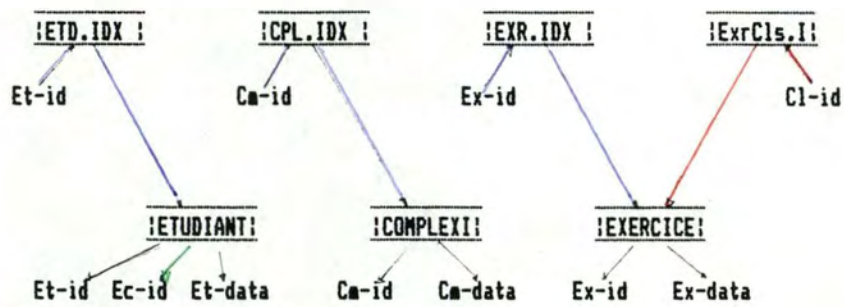 ¦ETD.IDX ¦ ¦CPL.IDX ¦ ¦EXR.IDX ¦ ¦ExrCls.I¦
Et-id Cm-id Ex-id Cl-id
¦ETUDIANT¦ ¦COMPLEXI¦ ¦EXERCICE¦
Et-id Ec-id Et-data Cm-id Cm-data Ex-id Ex-data